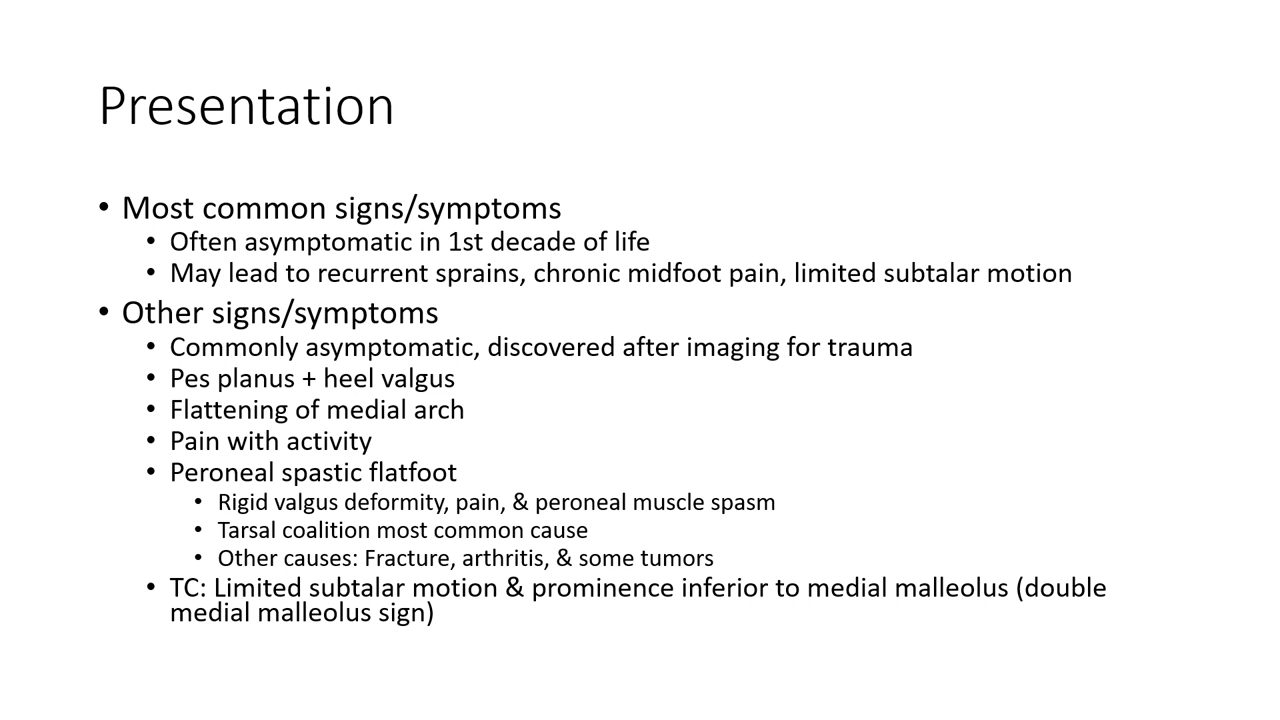 Presentation
• Most common signs/symptoms
• Often asymptomatic in 1st decade of life
• May lead to recurrent sprains, chronic midfoot pain, limited subtalar motion
• Other signs/symptoms
• Commonly asymptomatic, discovered after imaging for trauma
• Pes planus + heel valgus
• Flattening of medial arch
• Pain with activity
• Peroneal spastic flatfoot
• Rigid valgus deformity, pain, & peroneal muscle spasm
• Tarsal coalition most common cause
• Other causes: Fracture, arthritis, & some tumors
• TC: Limited subtalar motion & prominence inferior to medial malleolus (double
medial malleolus sign)